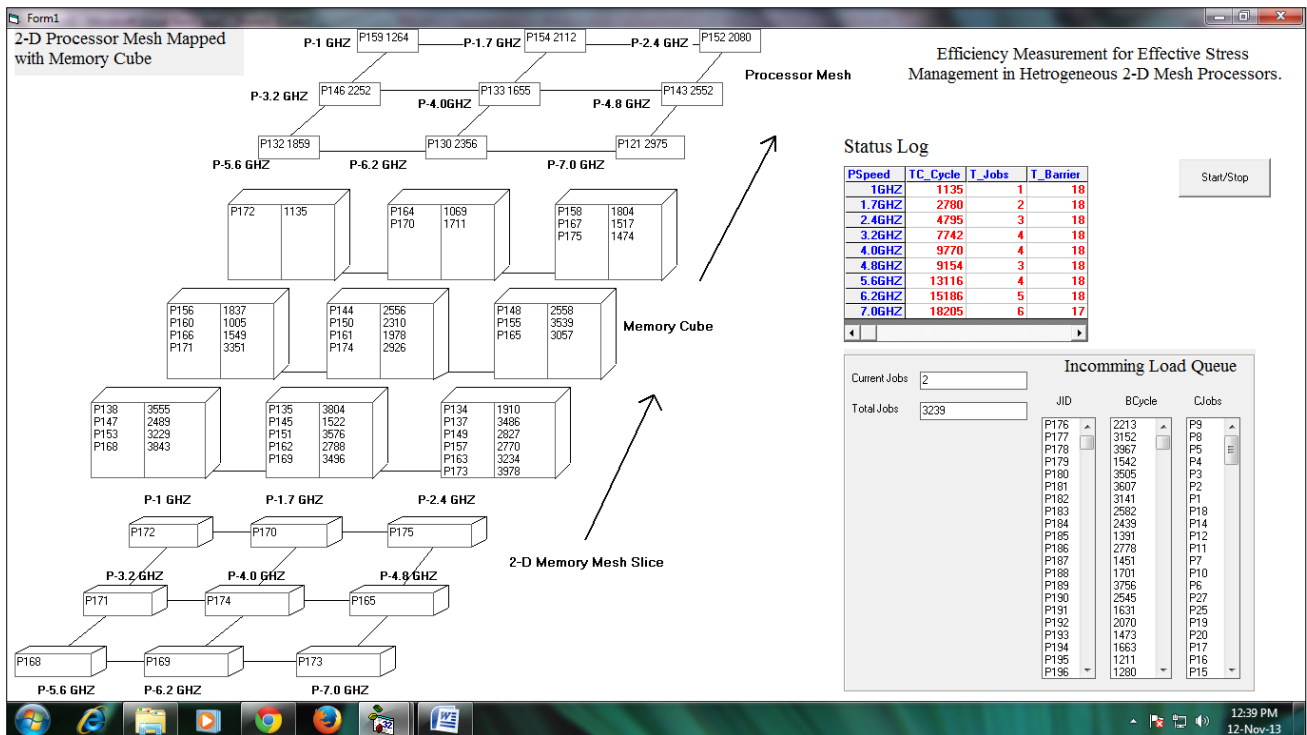 Form1
2-D Processor Mesh Mapped
with Memory Cube
P-1 GHZ P159 1264 P-1.7 GHZ P154 2112 P-2.4 GHZ P152 2080
Processor Mesh
P-3.2 GHZ P146 2252 P-4.0GHZ P133 1655 P-4.8 GHZ P143 2552
P132 1859 P130 2356 P121 2975
P-5.6 GHZ P-6.2 GHZ P-7.0 GHZ
Efficiency Measurement for Effective Stress
Management in Hetrogeneous 2-D Mesh Processors.
P172 1135
P164 1069
P170 1711
P158 1804
P167 1517
P175 1474
P156 1837
P160 1005
P166 1549
P171 3351
P144 2556
P150 2310
P161 1978
P174 2926
P148 2558
P155 3539
P165 3057
Memory Cube
P138 3555
P147 2489
P153 3229
P168 3843
P135 3804
P145 1522
P151 3576
P162 2788
P169 3496
P134 1910
P137 3486
P149 2827
P157 2770
P163 3234
P173 3978
P-1 GHZ P-1.7 GHZ P-2.4 GHZ
P172 P170 P175
2-D Memory Mesh Slice
P-3.2 GHZ P-4.0 GHZ P-4.8 GHZ
P171 P174 P165
P168 P169 P173
P-5.6 GHZ P-6.2 GHZ P-7.0 GHZ
Status Log
PSpeed TC_Cycle T_Jobs T_Barrier
1GHZ 1135 1 18
1.7GHZ 2780 2 18
2.4GHZ 4795 3 18
3.2GHZ 7742 4 18
4.0GHZ 9770 4 18
4.8GHZ 9154 3 18
5.6GHZ 13116 4 18
6.2GHZ 15186 5 18
7.0GHZ 18205 6 17
Start/Stop
Incomming Load Queue
Current Jobs 2
Total Jobs 3239
JID BCycle CJobs
P176 2213 P9
P177 3152 P8
P178 3967 P5
P179 1542 P4
P180 3505 P3
P181 3607 P2
P182 3141 P1
P183 2582 P18
P184 2439 P14
P185 1391 P12
P186 2778 P11
P187 1451 P7
P188 1701 P10
P189 3756 P6
P190 2545 P27
P191 1631 P25
P192 2070 P19
P193 1473 P20
P194 1663 P17
P195 1211 P16
P196 1280 P15
32
12:39 PM
12-Nov-13